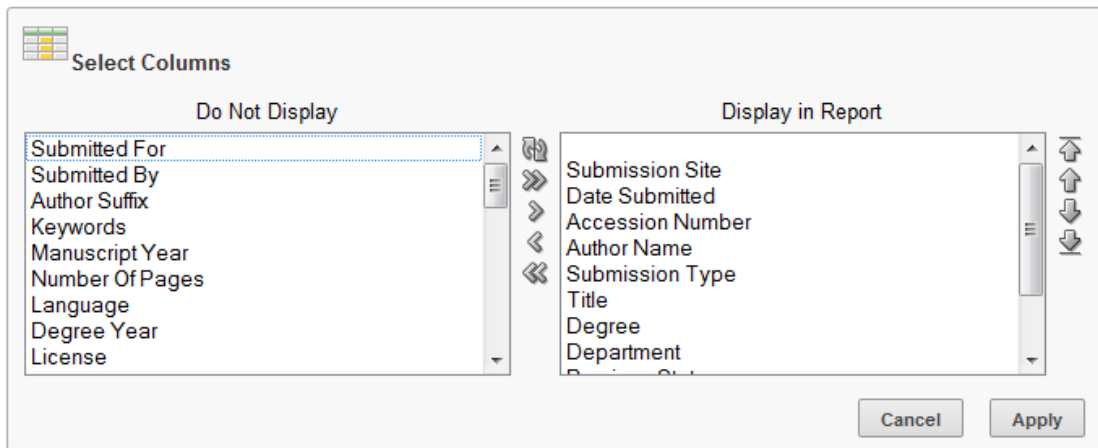 Select Columns
Do Not Display
Display in Report
Submitted For
Submitted By
Author Suffix
Keywords
Manuscript Year
Number Of Pages
Language
Degree Year
License
Submission Site
Date Submitted
Accession Number
Author Name
Submission Type
Title
Degree
Department
Cancel
Apply